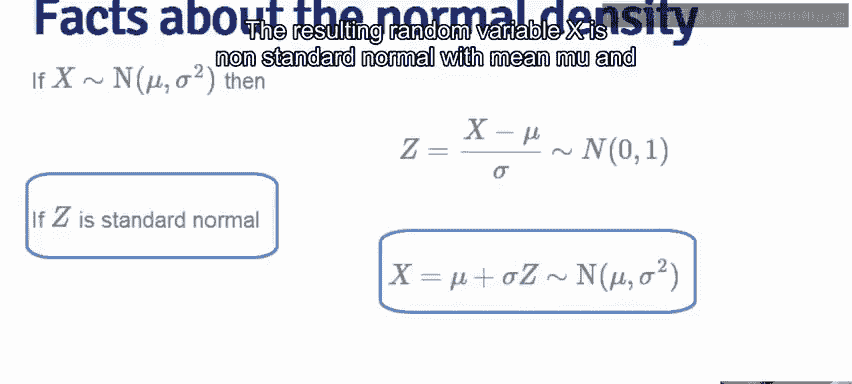 Facts about the normal density
The resulting random variable X is
non standard normal with mean mu and
If X ∼ N(μ, σ²) then
Z = (X − μ)/σ ∼ N(0, 1)
If Z is standard normal
X = μ + σZ ∼ N(μ, σ²)